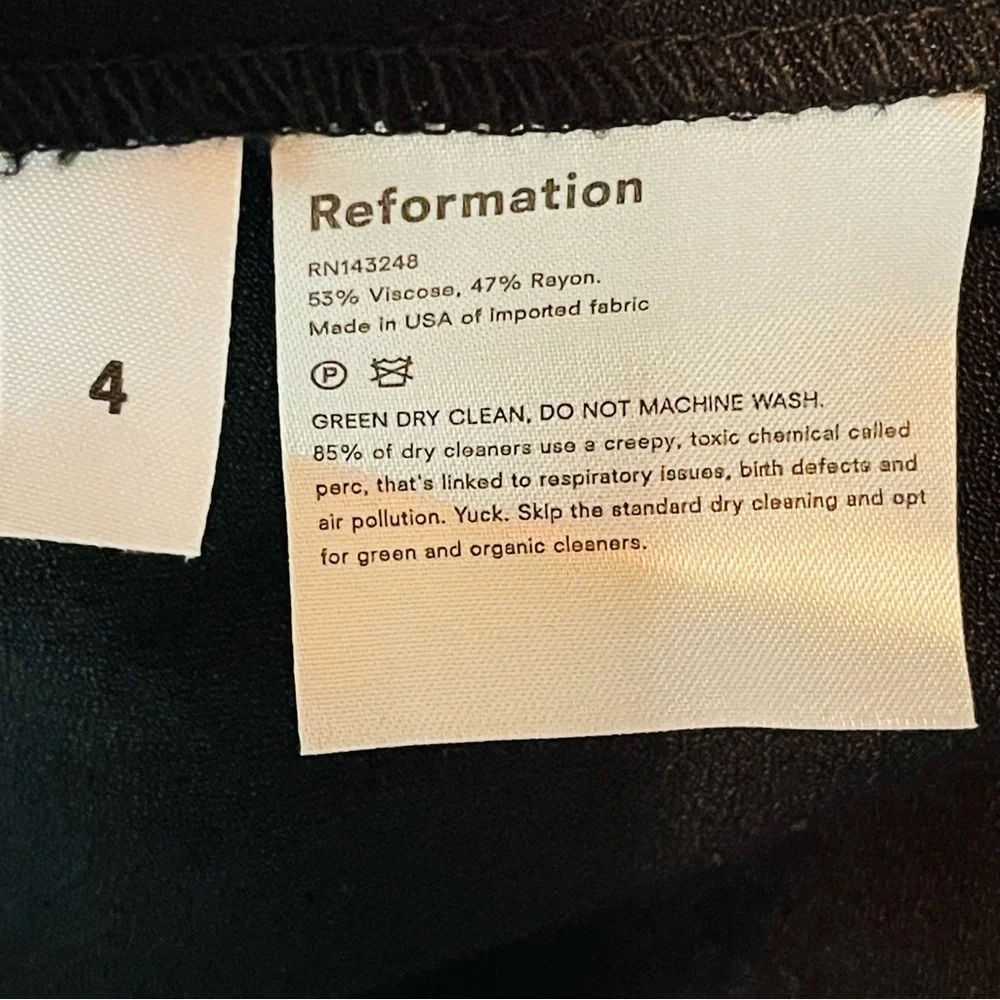 4
Reformation
RN143248
53% Viscose, 47% Rayon.
Made in USA of imported fabric
P
GREEN DRY CLEAN, DO NOT MACHINE WASH.
85% of dry cleaners use a creepy, toxic chemical called
perc, that's linked to respiratory issues, birth defects and
air pollution. Yuck. Skip the standard dry cleaning and opt
for green and organic cleaners.